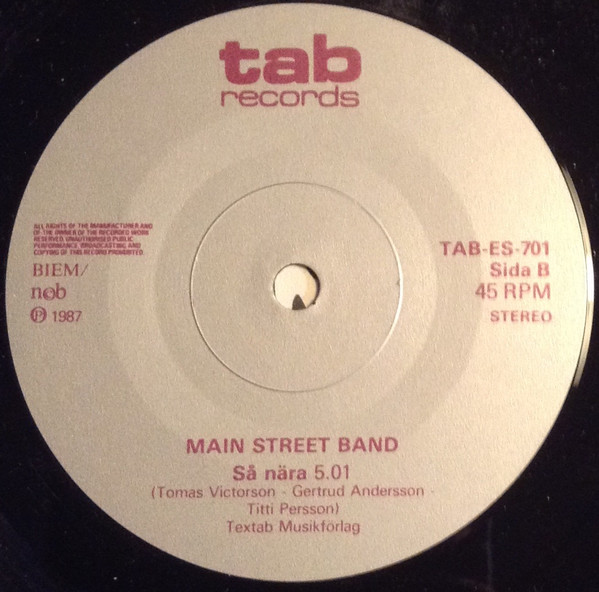 tab
records
ALL RIGHTS OF THE MANUFACTURER AND
OF THE OWNER OF THE RECORDED WORK
RESERVED. UNAUTHORISED PUBLIC
PERFORMANCE, BROADCASTING AND
COPYING OF THIS RECORD PROHIBITED
BIEM/
ncb
Ⓟ 1987
TAB-ES-701
Sida B
45 RPM
STEREO
MAIN STREET BAND
Så nära 5.01
(Tomas Victorson - Gertrud Andersson -
Titti Persson)
Textab Musikförlag